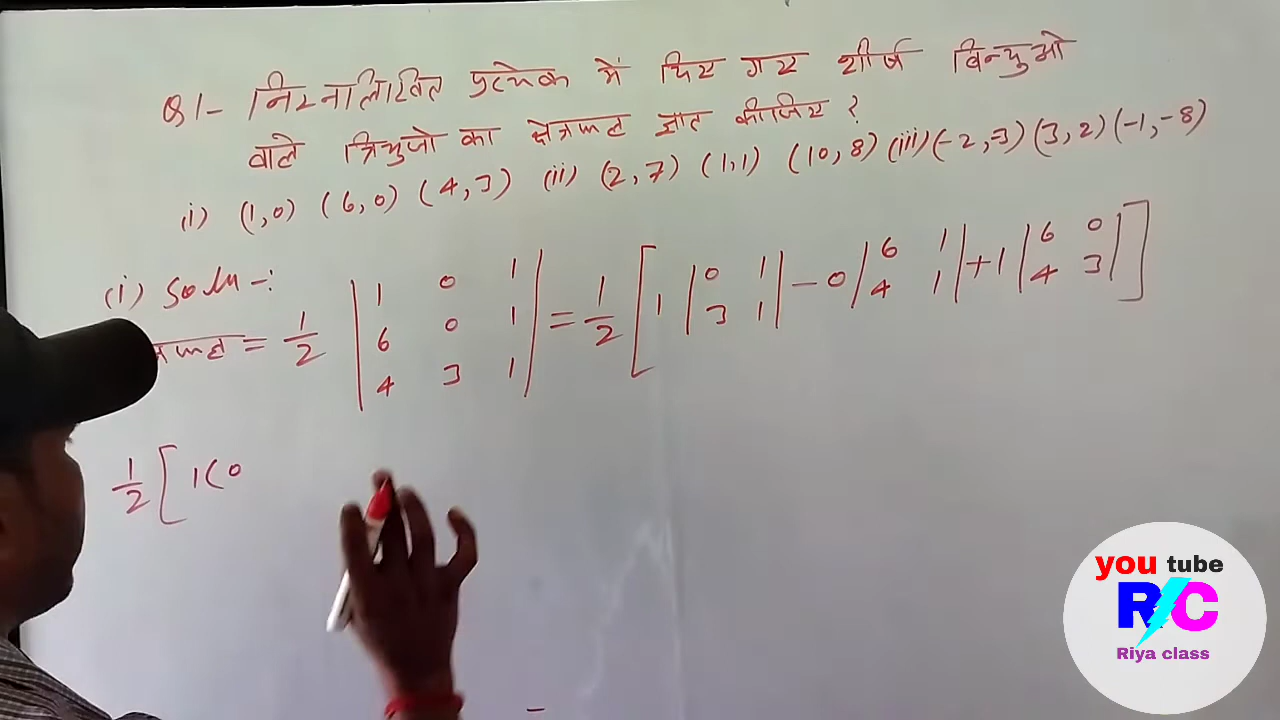 Q1- निम्नलिखित प्रत्येक में दिए गए शीर्ष बिन्दुओ
वाले त्रिभुजो का क्षेत्रफल ज्ञात कीजिए ?
(i) (1,0) (6,0) (4,3) (ii) (2,7) (1,1) (10,8) (iii) (-2,-3) (3,2) (-1,-8)
(i) Soln -:
= 1/2 | 1 0 1 | = 1/2 [ 1 | 0 1 | - 0 | 6 1 | + 1 | 6 0 | ]
| 6 0 1 | | 3 1 | | 4 1 | | 4 3 |
| 4 3 1 |
1/2 [ 1(0
you tube
R/C
Riya class